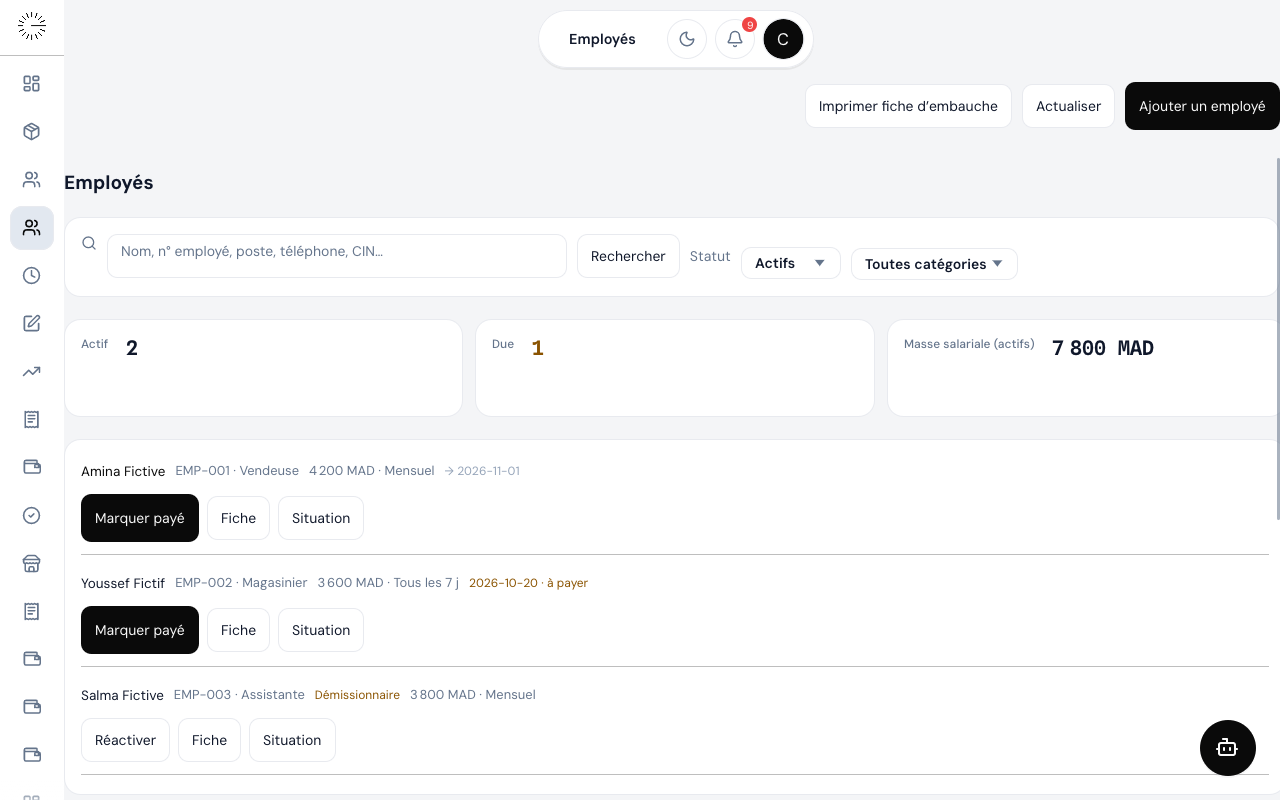 Employés
9
C
Imprimer fiche d’embauche
Actualiser
Ajouter un employé
Employés
Nom, n° employé, poste, téléphone, CIN…
Rechercher
Statut
Actifs
Toutes catégories
Actif 2
Due 1
Masse salariale (actifs) 7 800 MAD
Amina Fictive EMP-001 · Vendeuse 4 200 MAD · Mensuel → 2026-11-01
Marquer payé Fiche Situation
Youssef Fictif EMP-002 · Magasinier 3 600 MAD · Tous les 7 j 2026-10-20 · à payer
Marquer payé Fiche Situation
Salma Fictive EMP-003 · Assistante Démissionnaire 3 800 MAD · Mensuel
Réactiver Fiche Situation